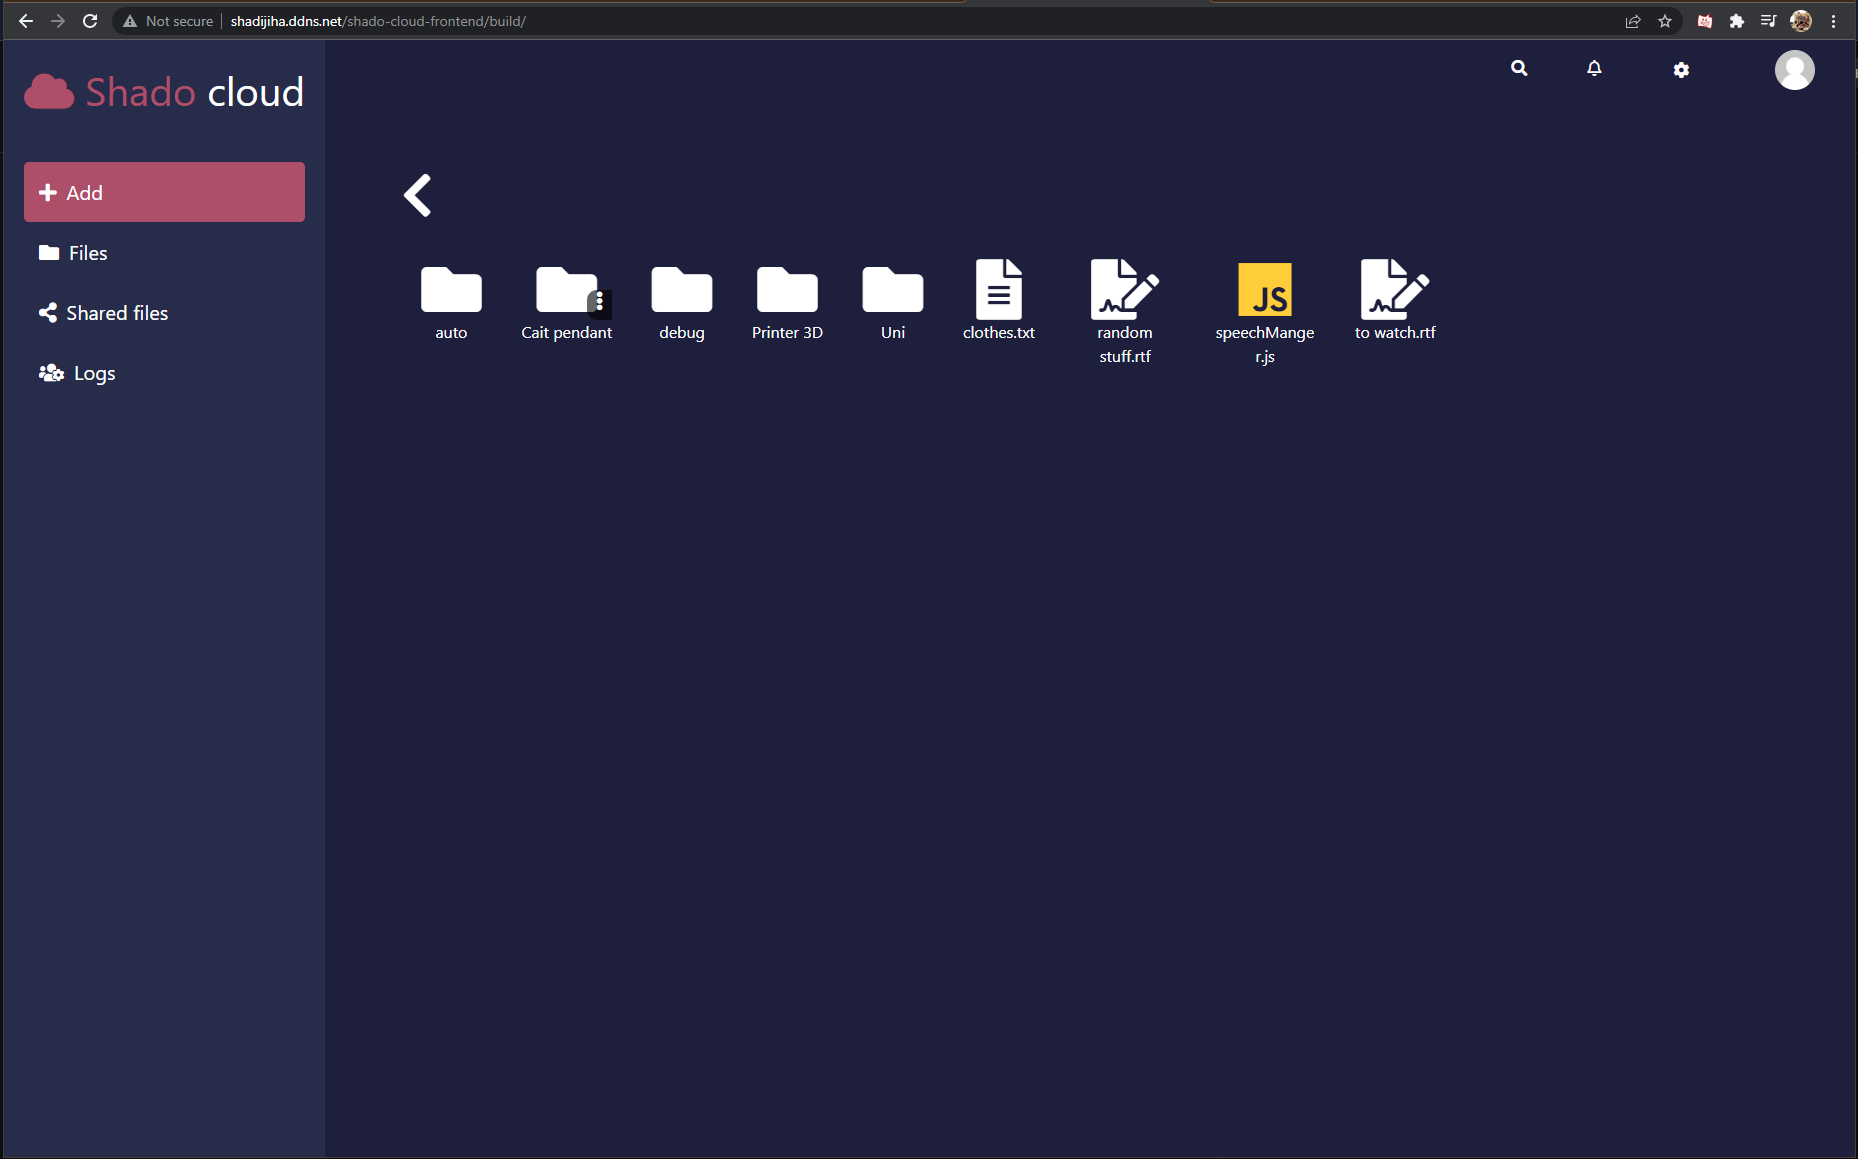 Not secure
shadijiha.ddns.net/shado-cloud-frontend/build/
Shado cloud
Add
Files
Shared files
Logs
auto
Cait pendant
debug
Printer 3D
Uni
clothes.txt
random
stuff.rtf
JS
speechMange
r.js
to watch.rtf